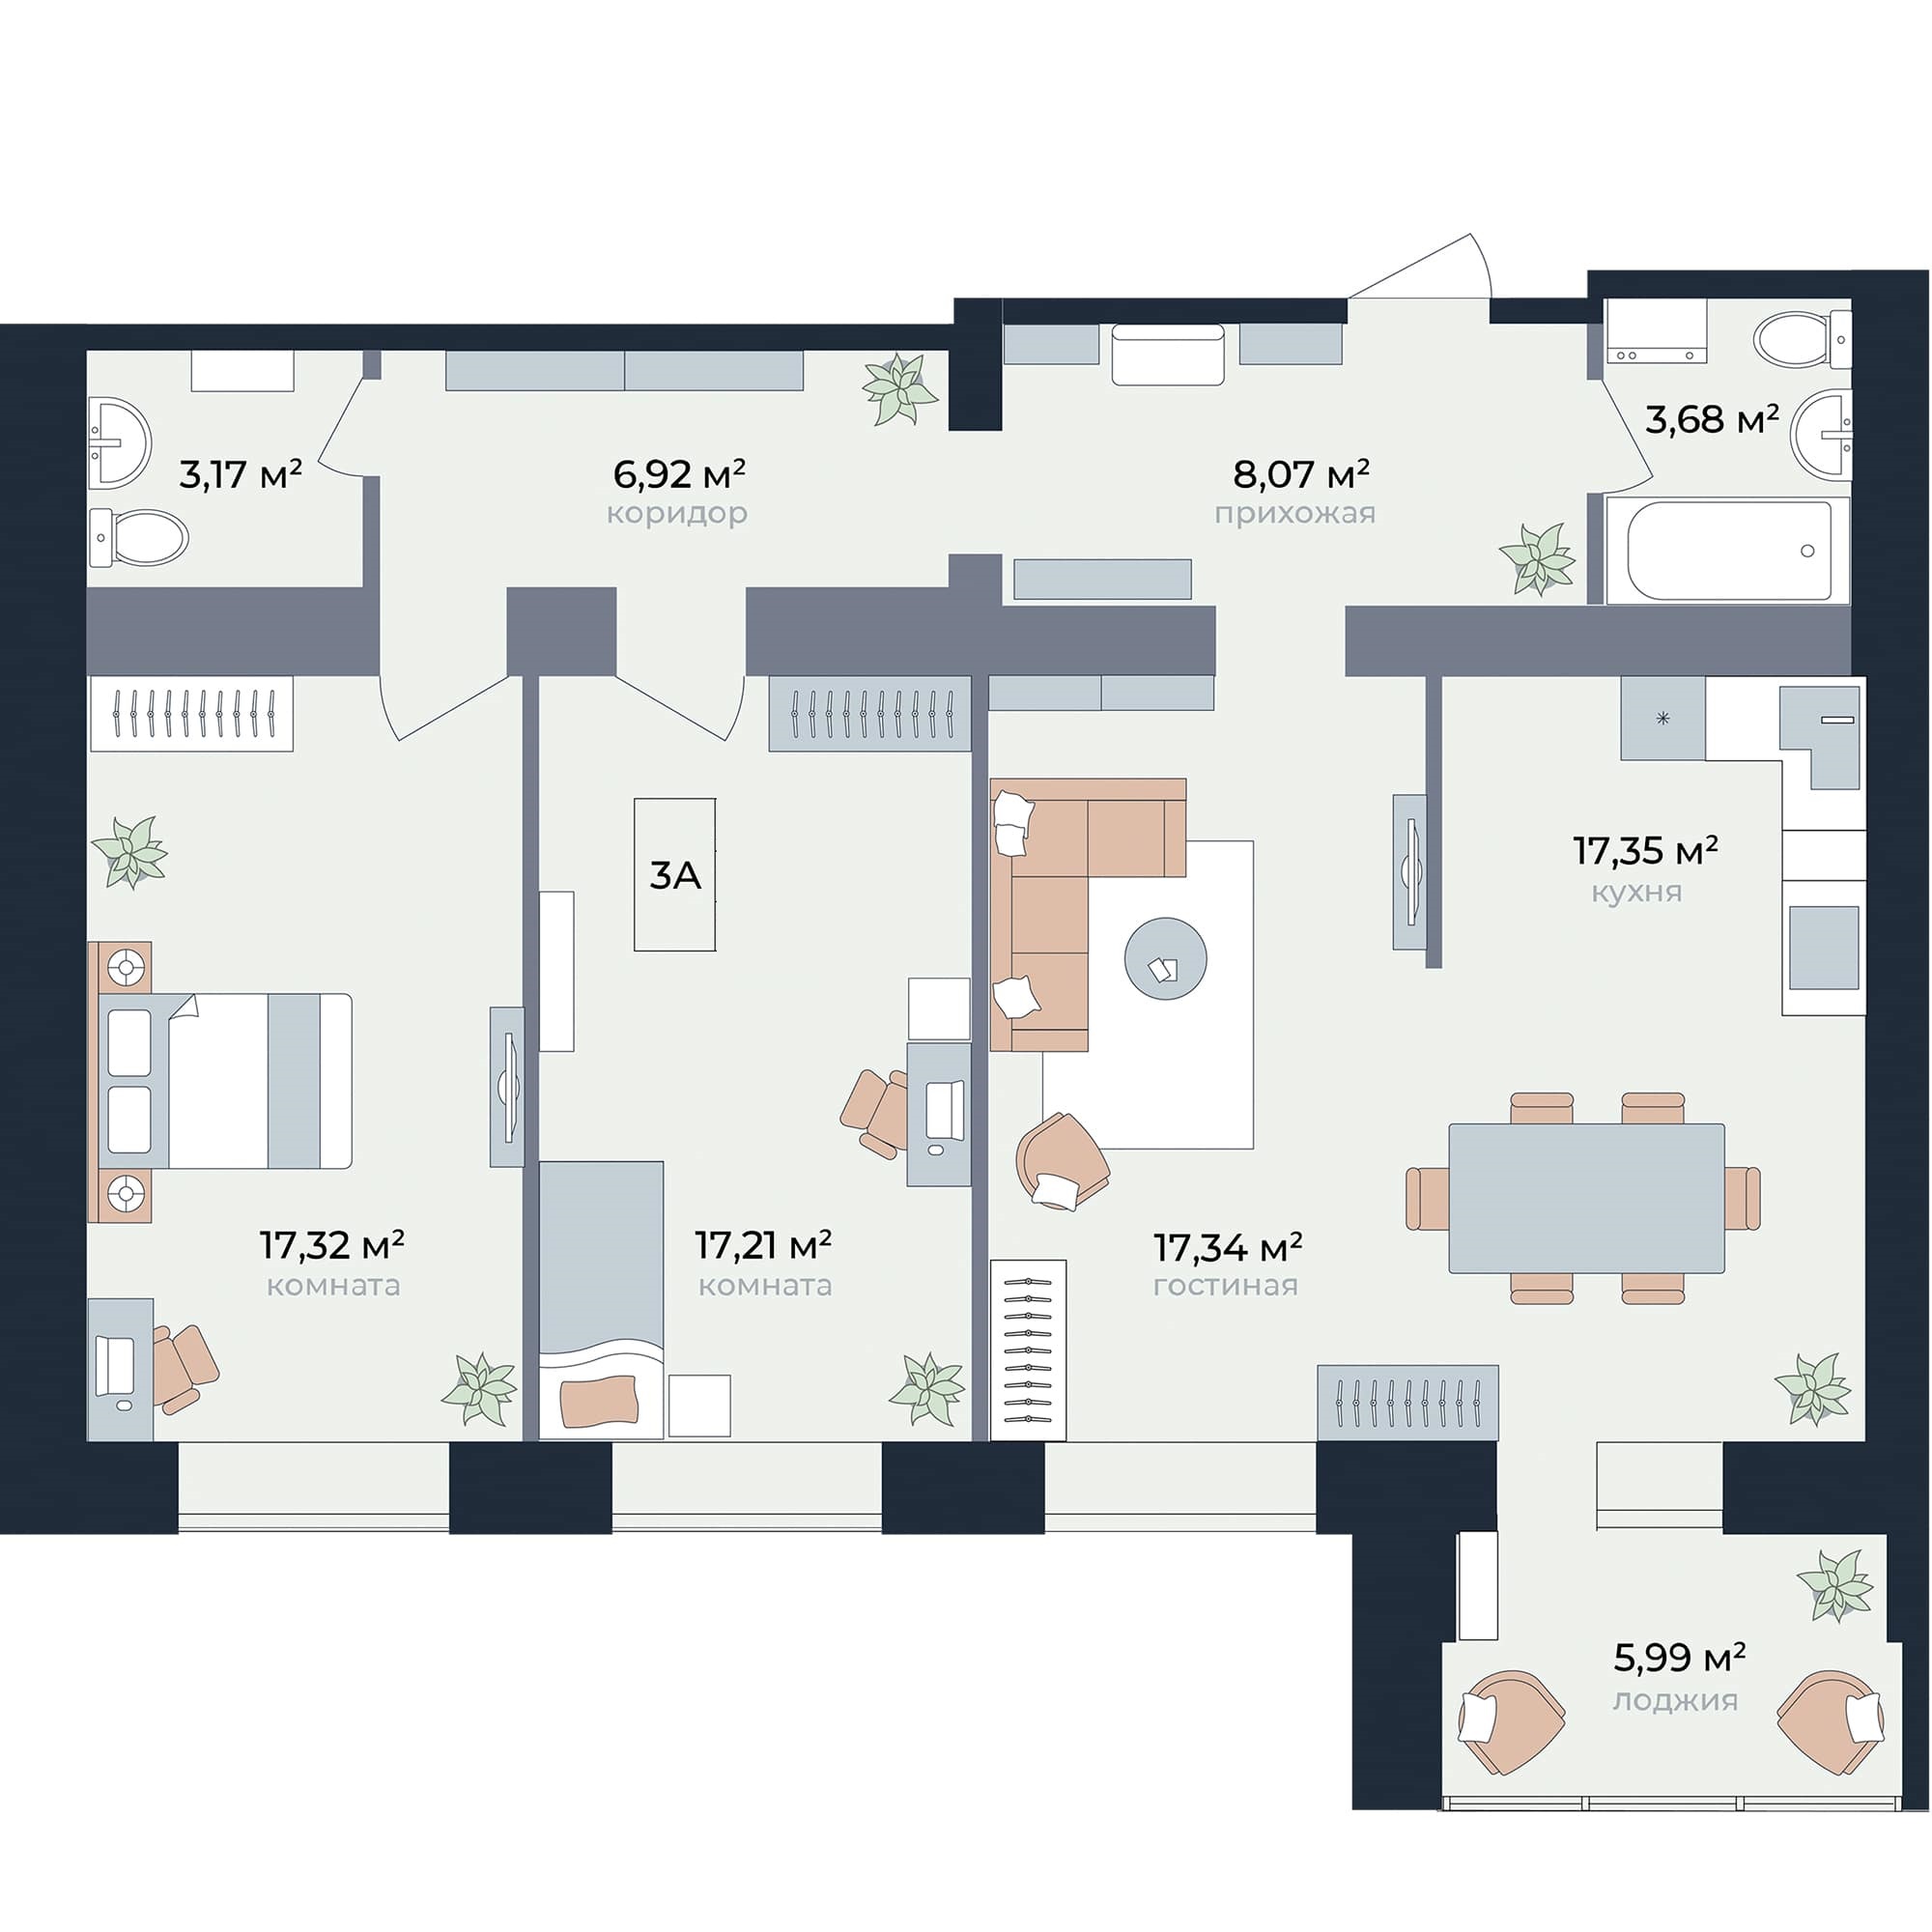 3,68 м²
3,17 м²
6,92 м²
коридор
8,07 м²
прихожая
17,35 м²
кухня
3А
17,32 м²
комната
17,21 м²
комната
17,34 м²
гостиная
5,99 м²
лоджия